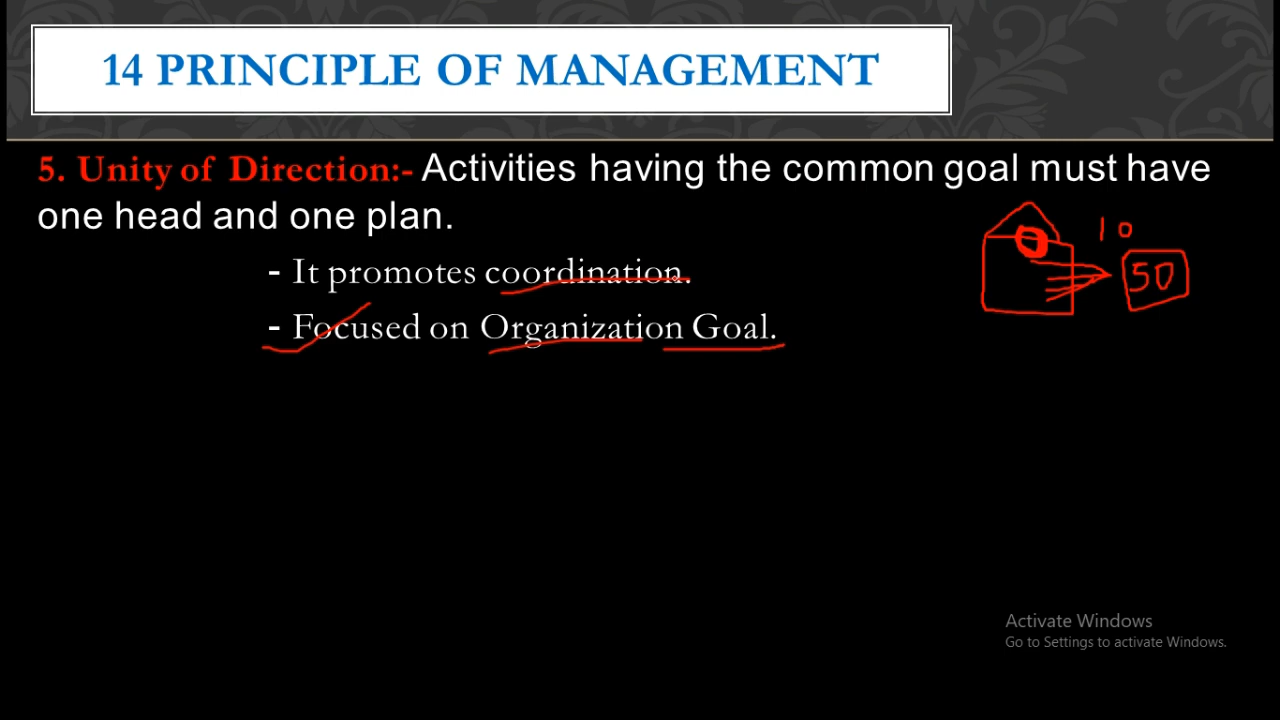 14 PRINCIPLE OF MANAGEMENT
5. Unity of Direction:- Activities having the common goal must have
one head and one plan.
- It promotes coordination.
- Focused on Organization Goal.
10
50
Activate Windows
Go to Settings to activate Windows.